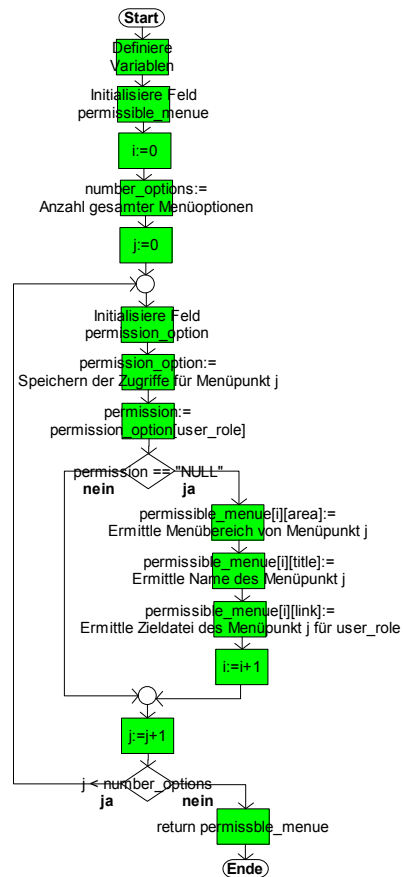 Start
Definiere
Variablen
Initialisiere Feld
permissible_menue
i:=0
number_options:=
Anzahl gesamter Menüoptionen
j:=0
Initialisiere Feld
permission_option
permission_option:=
Speichern der Zugriffe für Menüpunkt j
permission:=
permission_option[user_role]
permission == "NULL"
nein
ja
permissible_menue[i][area]:=
Ermittle Menübereich von Menüpunkt j
permissible_menue[i][title]:=
Ermittle Name des Menüpunkt j
permissible_menue[i][link]:=
Ermittle Zieldatei des Menüpunkt j für user_role
i:=i+1
j:=j+1
j < number_options
ja
nein
return permissble_menue
Ende